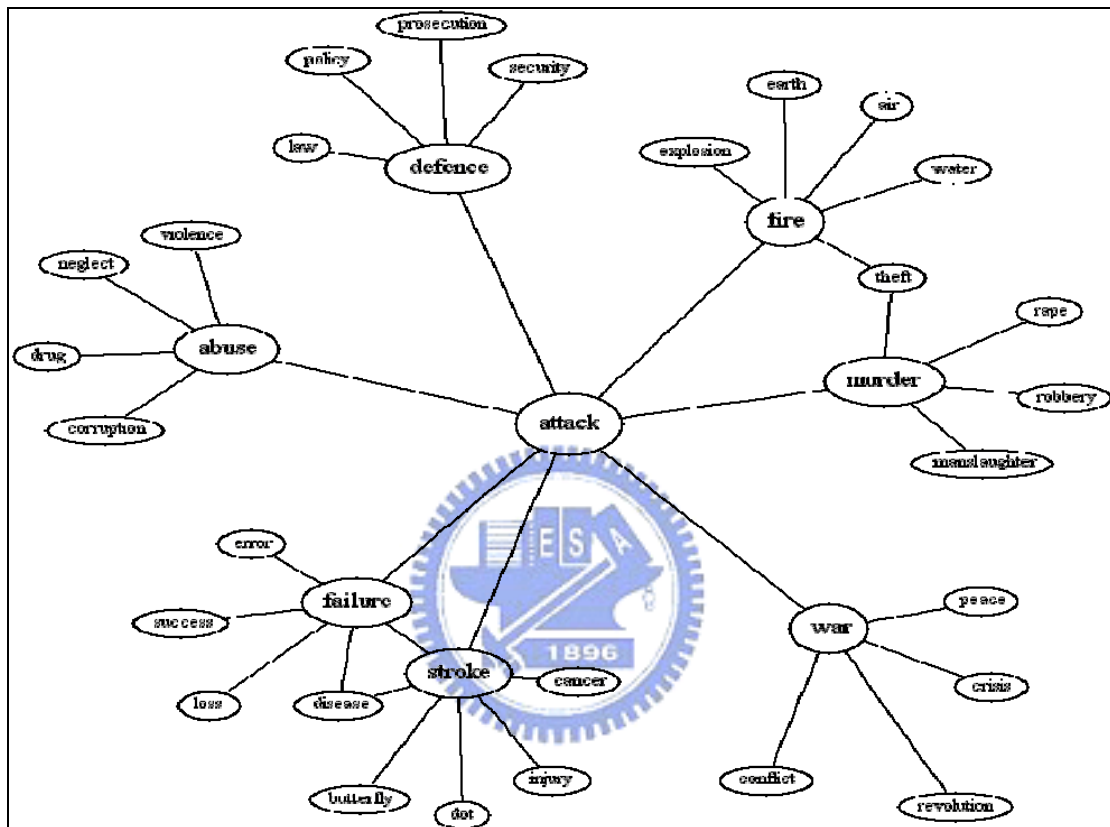 prosecution
policy
security
law
defence
earth
air
explosion
water
fire
theft
violence
neglect
drug
abuse
corruption
rape
murder
robbery
manslaughter
attack
E S A
1896
error
failure
success
stroke
cancer
loss
disease
butterfly
dot
injury
war
peace
crisis
conflict
revolution